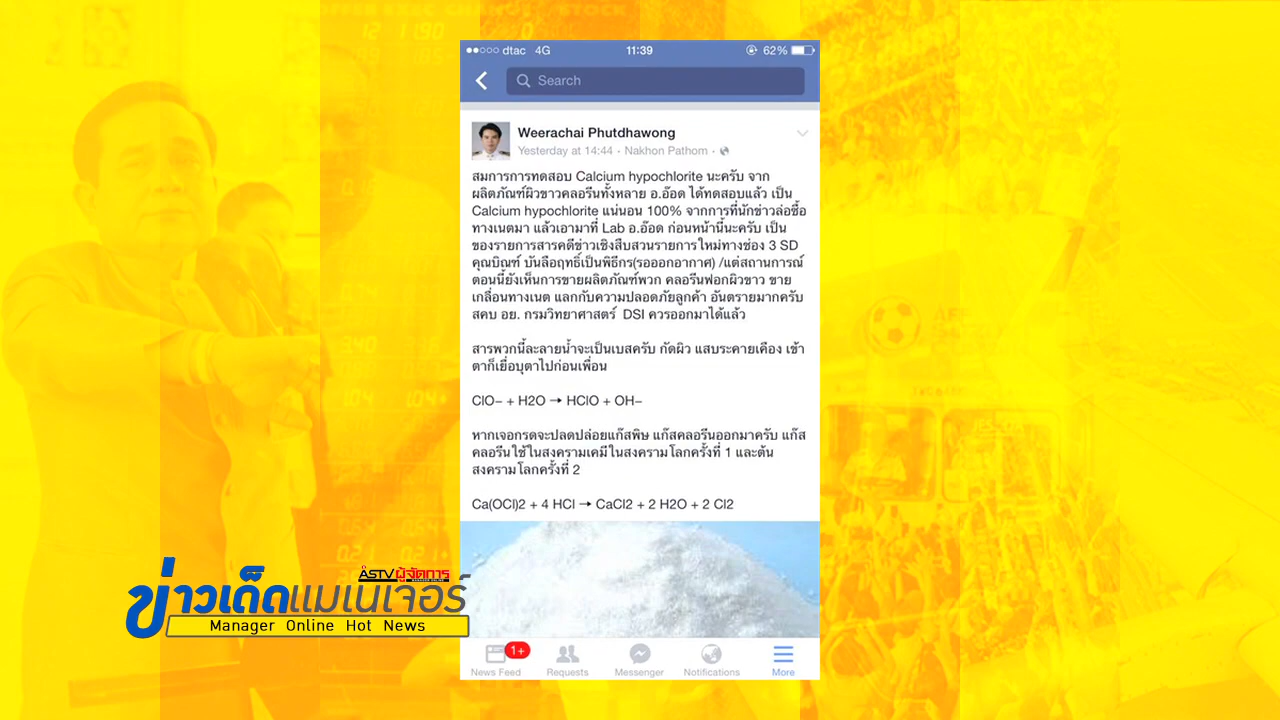 dtac 4G 11:39 62%
Search
Weerachai Phutdhawong
Yesterday at 14:44 · Nakhon Pathom ·
สมการการทดสอบ Calcium hypochlorite นะครับ จาก
ผลิตภัณฑ์ผิวขาวคลอรีนทั้งหลาย อ.อ๊อด ได้ทดสอบแล้ว เป็น
Calcium hypochlorite แน่นอน 100% จากการที่นักข่าวล่อซื้อ
ทางเนตมา แล้วเอามาที่ Lab อ.อ๊อด ก่อนหน้านี้นะครับ เป็น
ของรายการสารคดีข่าวเชิงสืบสวนรายการใหม่ทางช่อง 3 SD
คุณบิณฑ์ บันลือฤทธิ์เป็นพิธีกร(รอออกอากาศ) /แต่สถานการณ์
ตอนนี้ยังเห็นการขายผลิตภัณฑ์พวก คลอรีนฟอกผิวขาว ขาย
เกลื่อนทางเนต แลกกับความปลอดภัยลูกค้า อันตรายมากครับ
สคบ อย. กรมวิทยาศาสตร์ DSI ควรออกมาได้แล้ว
สารพวกนี้ละลายน้ำจะเป็นเบสครับ กัดผิว แสบระคายเคือง เข้า
ตาก็เยื่อบุตาไปก่อนเพื่อน
ClO− + H2O → HClO + OH−
หากเจอกรดจะปลดปล่อยแก๊สพิษ แก๊สคลอรีนออกมาครับ แก๊ส
คลอรีนใช้ในสงครามเคมีในสงครามโลกครั้งที่ 1 และต้น
สงครามโลกครั้งที่ 2
Ca(OCl)2 + 4 HCl → CaCl2 + 2 H2O + 2 Cl2
ASTVผู้จัดการ
ข่าวเด็ดแมเนเจอร์
Manager Online Hot News
1+
News Feed Requests Messenger Notifications More